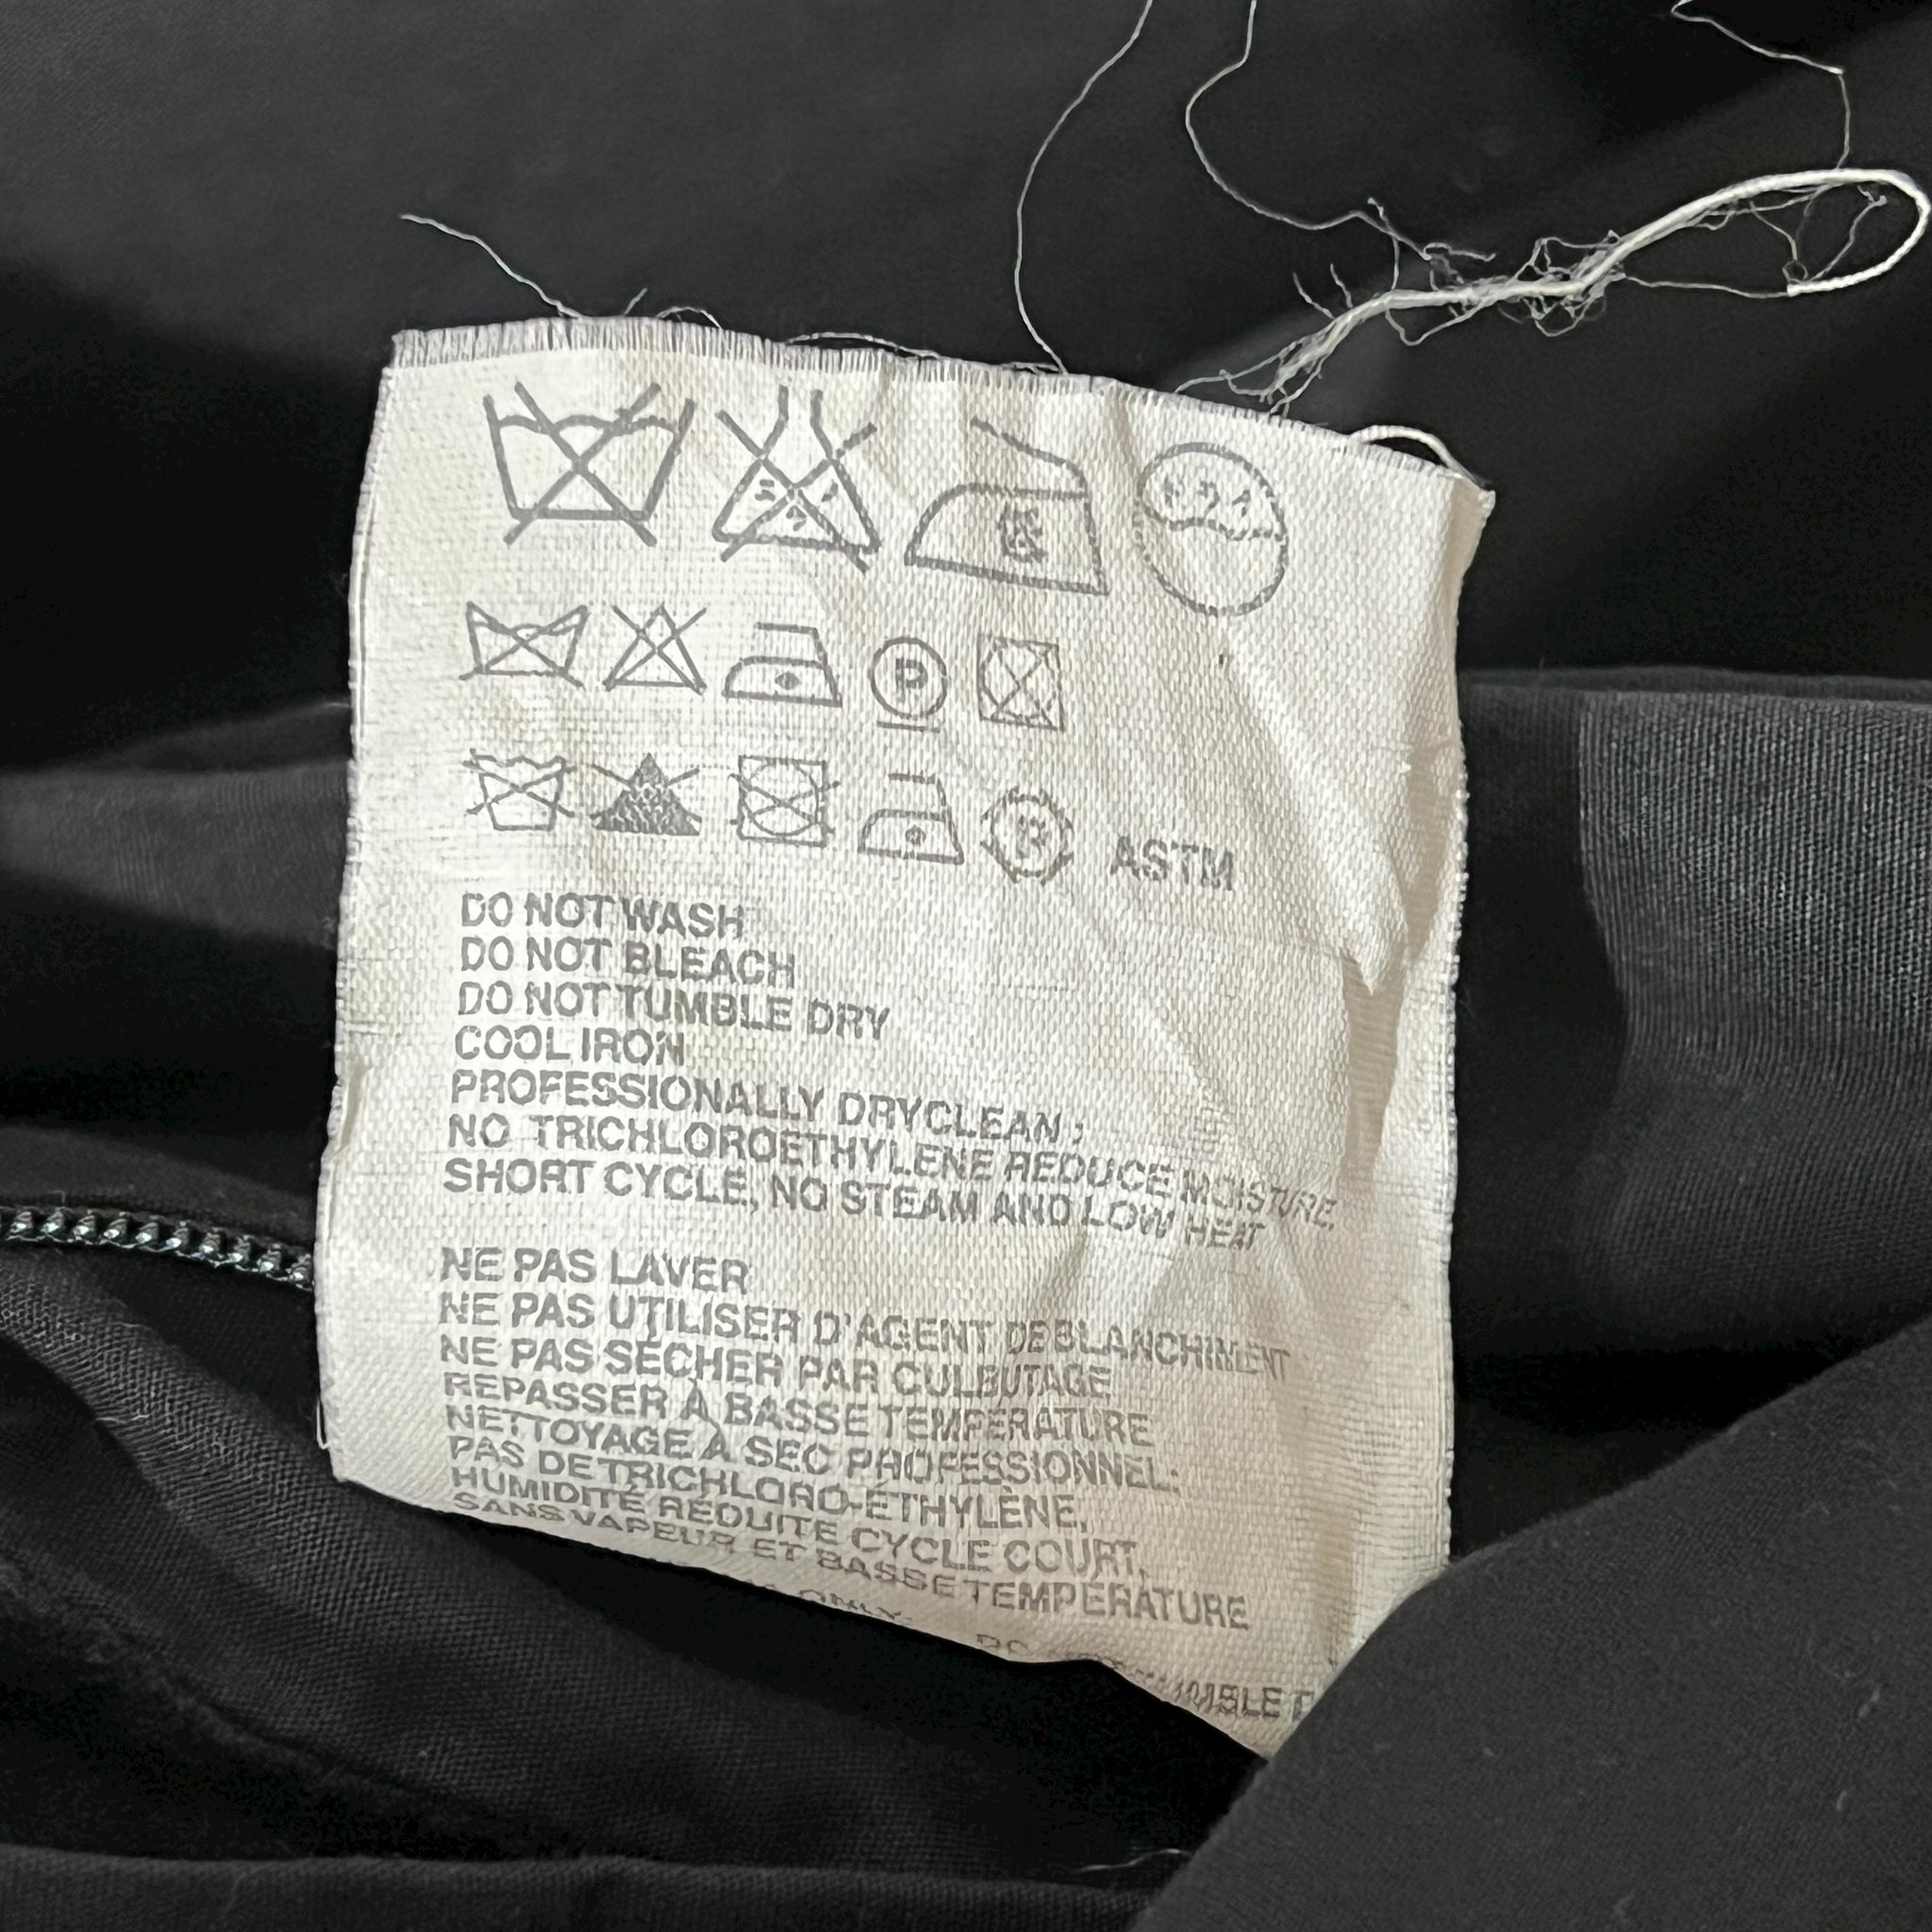 P
ASTM
DO NOT WASH
DO NOT BLEACH
DO NOT TUMBLE DRY
COOL IRON
PROFESSIONALLY DRYCLEAN ;
NO TRICHLOROETHYLENE REDUCE MOISTURE,
SHORT CYCLE, NO STEAM AND LOW HEAT
NE PAS LAVER
NE PAS UTILISER D'AGENT DE BLANCHIMENT
NE PAS SÉCHER PAR CULBUTAGE
REPASSER À BASSE TEMPERATURE
NETTOYAGE À SEC PROFESSIONNEL:
PAS DE TRICHLORO-ÉTHYLÈNE,
HUMIDITÉ RÉDUITE CYCLE COURT,
SANS VAPEUR ET BASSE TEMPÉRATURE
ONLY.